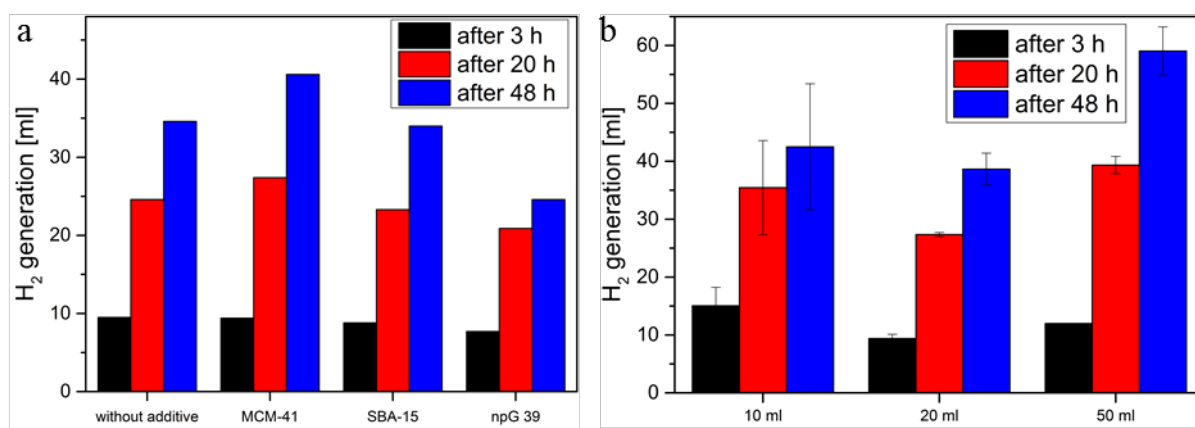 a
after 3 h
after 20 h
after 48 h
H₂ generation [ml]
40
30
20
10
0
without additive MCM-41 SBA-15 npG 39
b
after 3 h
after 20 h
after 48 h
H₂ generation [ml]
60
50
40
30
20
10
0
10 ml 20 ml 50 ml